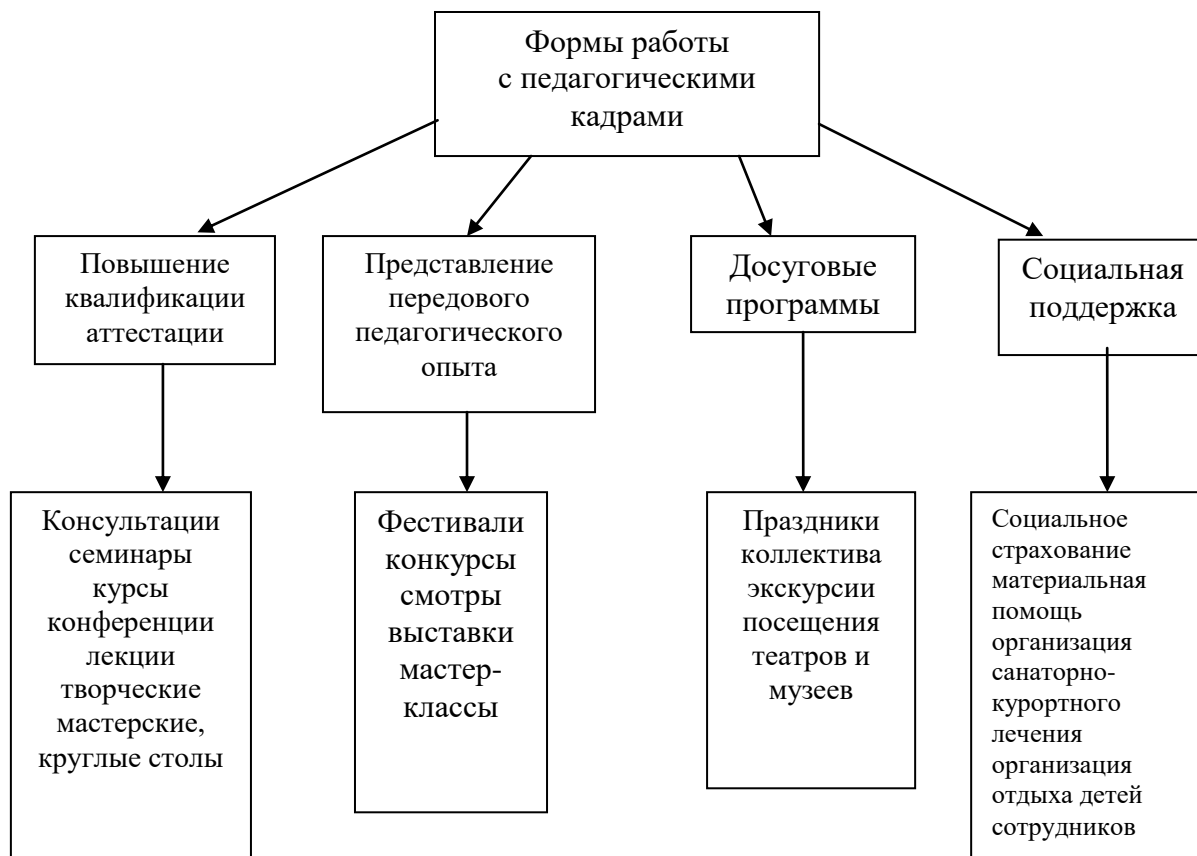 Формы работы
с педагогическими
кадрами
Повышение
квалификации
аттестации
Представление
передового
педагогического
опыта
Досуговые
программы
Социальная
поддержка
Консультации
семинары
курсы
конференции
лекции
творческие
мастерские,
круглые столы
Фестивали
конкурсы
смотры
выставки
мастер-
классы
Праздники
коллектива
экскурсии
посещения
театров и
музеев
Социальное
страхование
материальная
помощь
организация
санаторно-
курортного
лечения
организация
отдыха детей
сотрудников